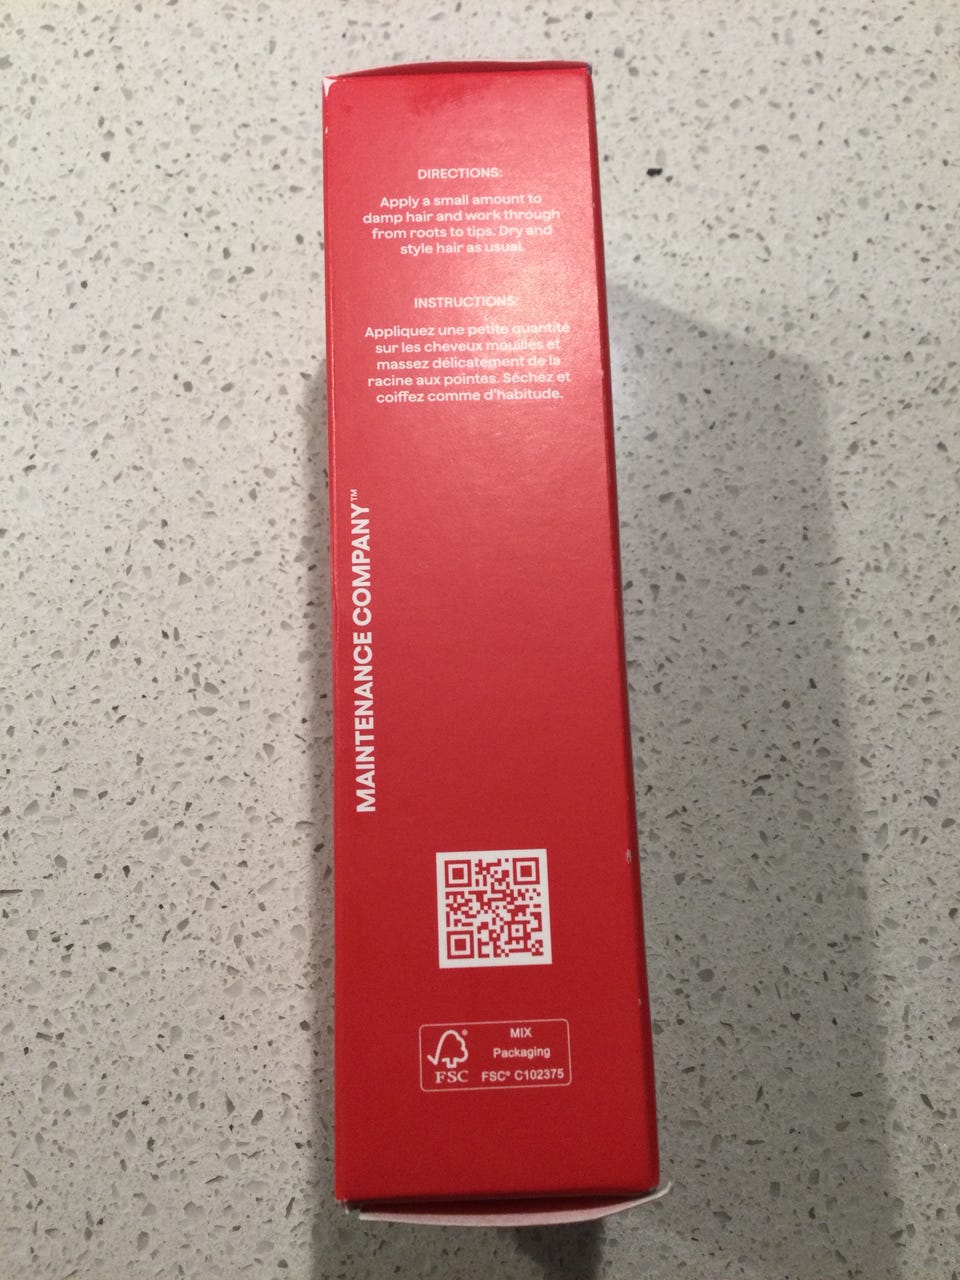 DIRECTIONS:
Apply a small amount to
damp hair and work through
from roots to tips. Dry and
style hair as usual.
INSTRUCTIONS:
Appliquez une petite quantité
sur les cheveux mouillés et
massez délicatement de la
racine aux pointes. Séchez et
coiffez comme d'habitude.
MAINTENANCE COMPANY™
MIX
Packaging
FSC® C102375
FSC®